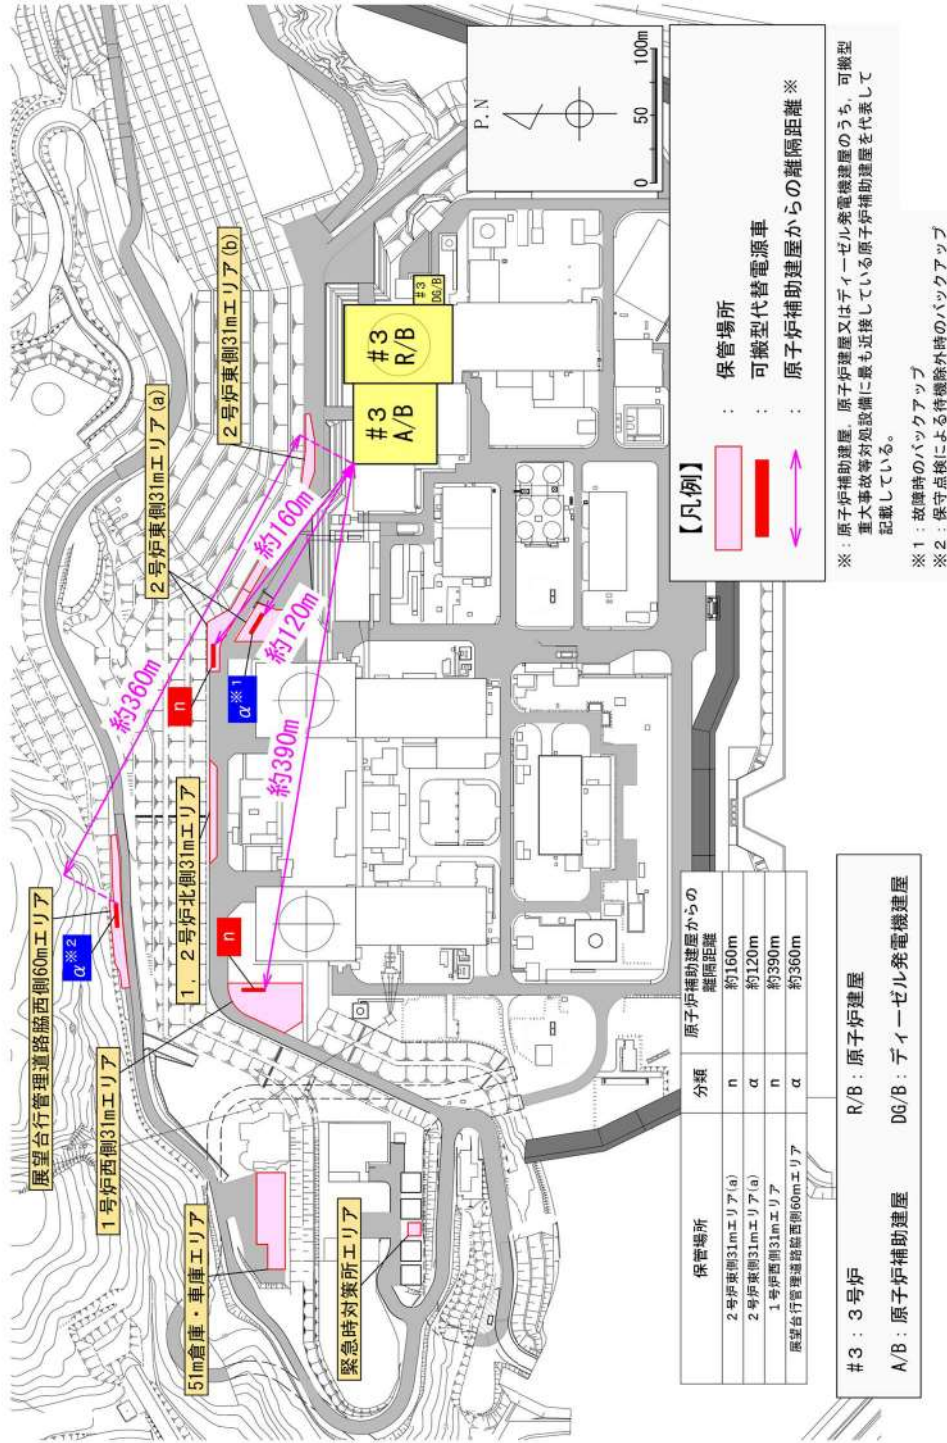 展望台行管理道路脇西側60mエリア
α※2
1号炉西側31mエリア
51m倉庫・車庫エリア
緊急時対策所エリア
1，2号炉北側31mエリア
n
n
α※1
2号炉東側31mエリア(a)
2号炉東側31mエリア(b)
約360m
約160m
約120m
約390m
#3
A/B
#3
R/B
#3
DG/B
P.N
0 50 100m
【凡例】
： 保管場所
： 可搬型代替電源車
： 原子炉補助建屋からの離隔距離※
※：原子炉補助建屋，原子炉建屋又はディーゼル発電機建屋のうち，可搬型
重大事故等対処設備に最も近接している原子炉補助建屋を代表して
記載している。
※1：故障時のバックアップ
※2：保守点検による待機除外時のバックアップ
保管場所 分類 原子炉補助建屋からの
離隔距離
2号炉東側31mエリア(a) n 約160m
2号炉東側31mエリア(a) α 約120m
1号炉西側31mエリア n 約390m
展望台行管理道路脇西側60mエリア α 約360m
#3：3号炉 R/B：原子炉建屋
A/B：原子炉補助建屋 DG/B：ディーゼル発電機建屋